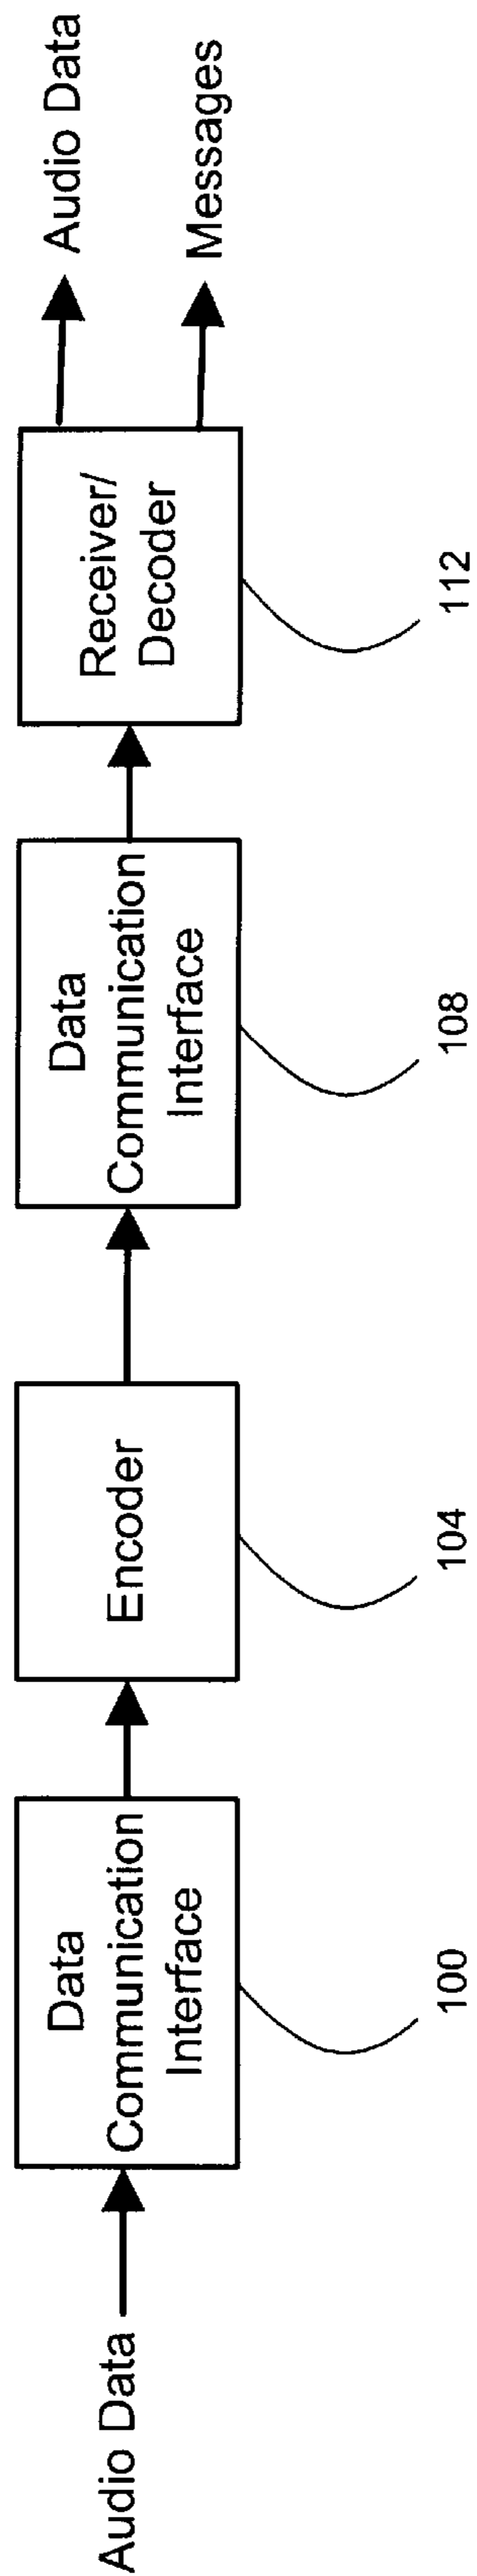 Audio Data
Data
Communication
Interface
100
Encoder
104
Data
Communication
Interface
108
Receiver/
Decoder
112
Audio Data
Messages